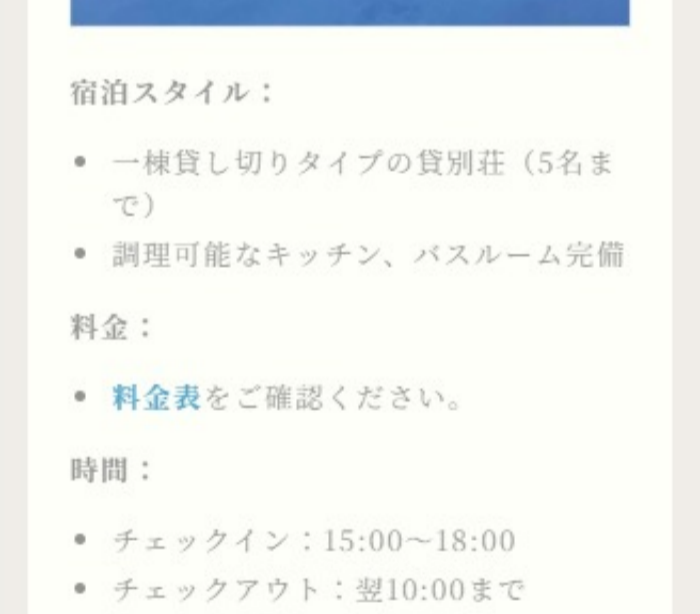 宿泊スタイル：
一棟貸し切りタイプの貸別荘（5名ま
で）
調理可能なキッチン、バスルーム完備
料金：
料金表をご確認ください。
時間：
チェックイン：15:00～18:00
チェックアウト：翌10:00まで